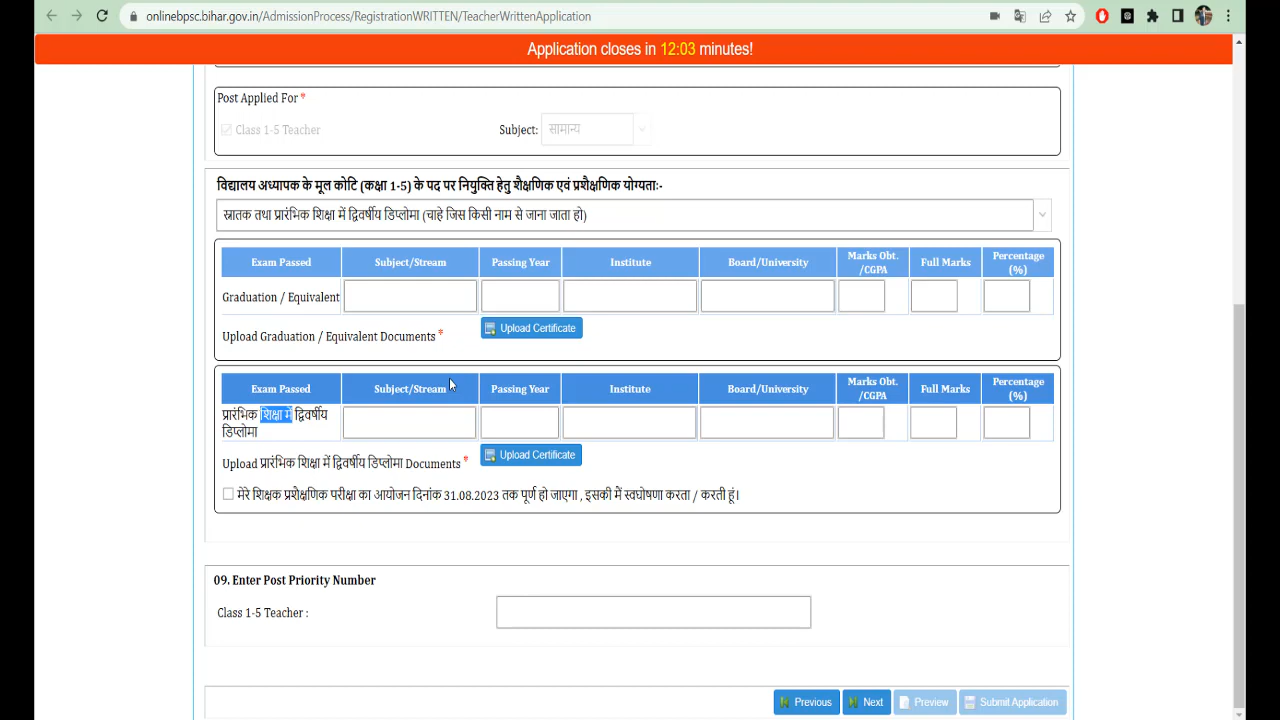 onlinebpsc.bihar.gov.in/AdmissionProcess/RegistrationWRITTEN/TeacherWrittenApplication
Application closes in 12:03 minutes!
Post Applied For *
Class 1-5 Teacher Subject: सामान्य
विद्यालय अध्यापक के मूल कोटि (कक्षा 1-5) के पद पर नियुक्ति हेतु शैक्षणिक एवं प्रशैक्षणिक योग्यताः-
स्नातक तथा प्रारंभिक शिक्षा में द्विवर्षीय डिप्लोमा (चाहे जिस किसी नाम से जाना जाता हो)
Exam Passed Subject/Stream Passing Year Institute Board/University Marks Obt. /CGPA Full Marks Percentage (%)
Graduation / Equivalent
Upload Graduation / Equivalent Documents * Upload Certificate
Exam Passed Subject/Stream Passing Year Institute Board/University Marks Obt. /CGPA Full Marks Percentage (%)
प्रारंभिक शिक्षा में द्विवर्षीय
डिप्लोमा
Upload प्रारंभिक शिक्षा में द्विवर्षीय डिप्लोमा Documents * Upload Certificate
मेरे शिक्षक प्रशैक्षणिक परीक्षा का आयोजन दिनांक 31.08.2023 तक पूर्ण हो जाएगा , इसकी मैं स्वघोषणा करता / करती हूं।
09. Enter Post Priority Number
Class 1-5 Teacher :
Previous Next Preview Submit Application